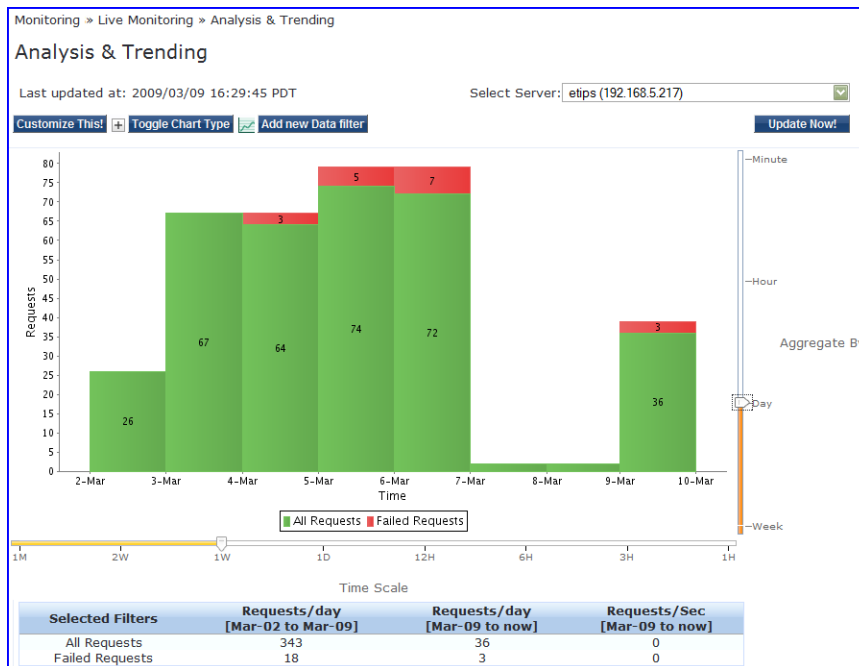 Monitoring » Live Monitoring » Analysis & Trending
Analysis & Trending
Last updated at: 2009/03/09 16:29:45 PDT Select Server: etips (192.168.5.217)
Customize This! Toggle Chart Type Add new Data filter Update Now!
80
75
70
65
60
55
50
45
40
35
30
25
20
15
10
5
0
Requests
26
67
3
64
5
74
7
72
3
36
2-Mar 3-Mar 4-Mar 5-Mar 6-Mar 7-Mar 8-Mar 9-Mar 10-Mar
Time
All Requests Failed Requests
Minute
Hour
Aggregate By
Day
Week
1M 2W 1W 1D 12H 6H 3H 1H
Time Scale
Selected Filters Requests/day [Mar-02 to Mar-09] Requests/day [Mar-09 to now] Requests/Sec [Mar-09 to now]
All Requests 343 36 0
Failed Requests 18 3 0